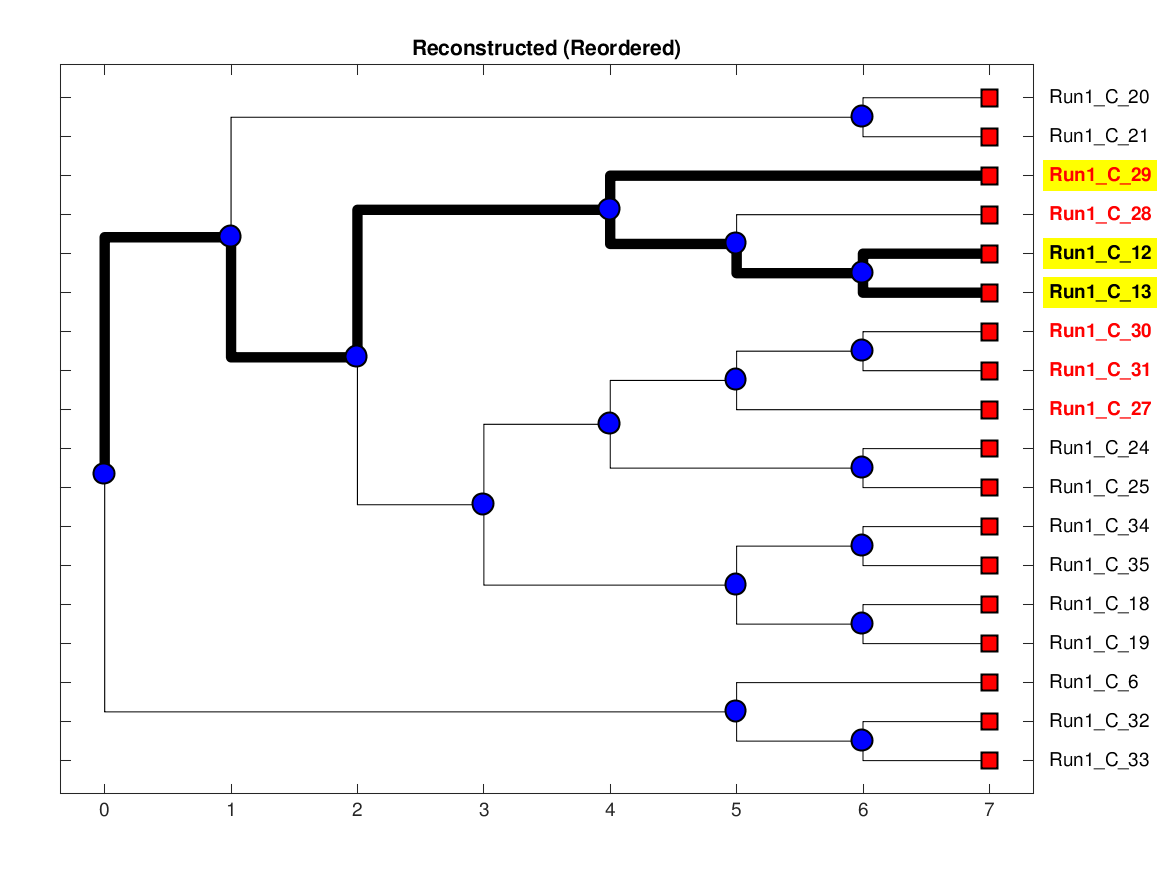 Reconstructed (Reordered)
Run1_C_20
Run1_C_21
Run1_C_29
Run1_C_28
Run1_C_12
Run1_C_13
Run1_C_30
Run1_C_31
Run1_C_27
Run1_C_24
Run1_C_25
Run1_C_34
Run1_C_35
Run1_C_18
Run1_C_19
Run1_C_6
Run1_C_32
Run1_C_33
0 1 2 3 4 5 6 7